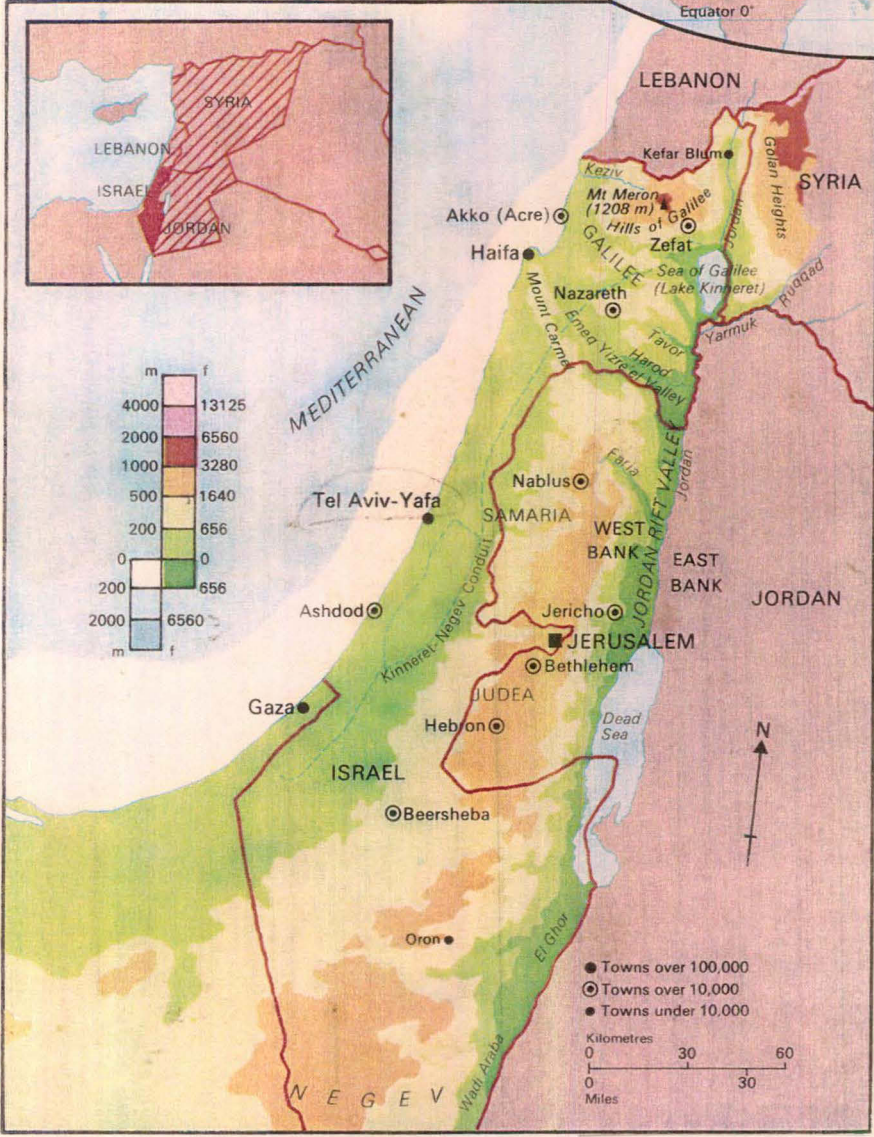 Equator 0°
SYRIA
LEBANON
ISRAEL
JORDAN
LEBANON
Kefar Blum
Keziv
Golan Heights
SYRIA
Mt Meron
(1208 m)
Hills of Galilee
Akko (Acre)
Jordan
GALILEE
Zefat
Haifa
Sea of Galilee
(Lake Kinneret)
Ruqqad
Nazareth
Mount Carmel
Emeq Yizre'el Valley
Tavor
Yarmuk
Harod
MEDITERRANEAN
m f
4000 13125
2000 6560
1000 3280
500 1640
200 656
0 0
200 656
2000 6560
m f
Faria
Jordan
JORDAN RIFT VALLEY
Nablus
Tel Aviv-Yafa
SAMARIA
WEST
BANK
EAST
BANK
Kinneret-Negev Conduit
Ashdod
Jericho
JORDAN
JERUSALEM
Bethlehem
JUDEA
Gaza
Hebron
Dead
Sea
N
ISRAEL
Beersheba
Oron
El Ghor
Wadi Araba
NEGEV
Towns over 100,000
Towns over 10,000
Towns under 10,000
Kilometres
0 30 60
0 30
Miles